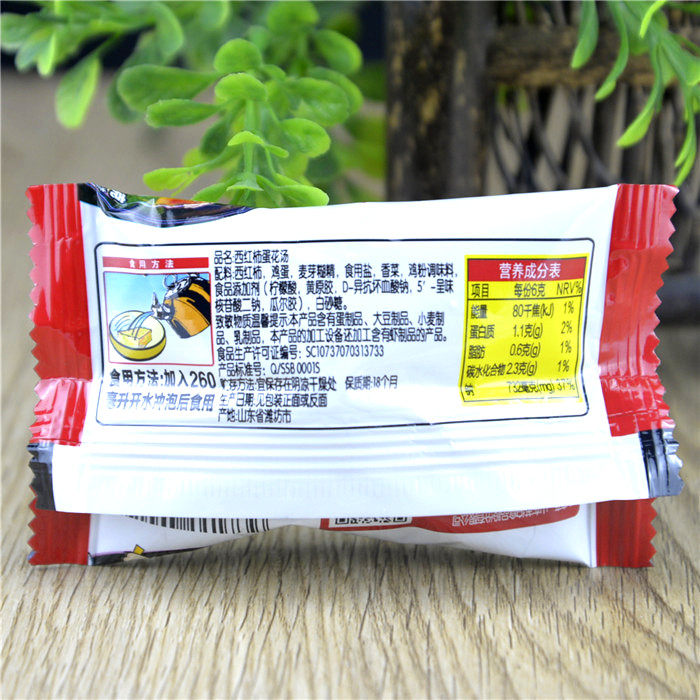 食用方法
食用方法:加入260
毫升开水冲泡后食用
品名:西红柿蛋花汤
配料:西红柿，鸡蛋，麦芽糊精，食用盐，香菜，鸡粉调味料，
食品添加剂（柠檬酸，黄原胶，D-异抗坏血酸钠，5'-呈味
核苷酸二钠，瓜尔胶），白砂糖。
致敏物质温馨提示:本产品含有蛋制品、大豆制品、小麦制
品、乳制品，本产品的加工设备还加工含有虾制品的产品。
食品生产许可证编号: SC10737070313733
产品标准号: Q/SSB 0001S
贮存方法:宜保存在阴凉干燥处 保质期:18个月
生产日期:见包装正面或反面
产地:山东省潍坊市
营养成分表
项目 每份6克 NRV%
能量 80千焦(kJ) 1%
蛋白质 1.1克(g) 2%
脂肪 0.6克(g) 1%
碳水化合物 2.3克(g) 1%
钠 732毫克(mg) 37%